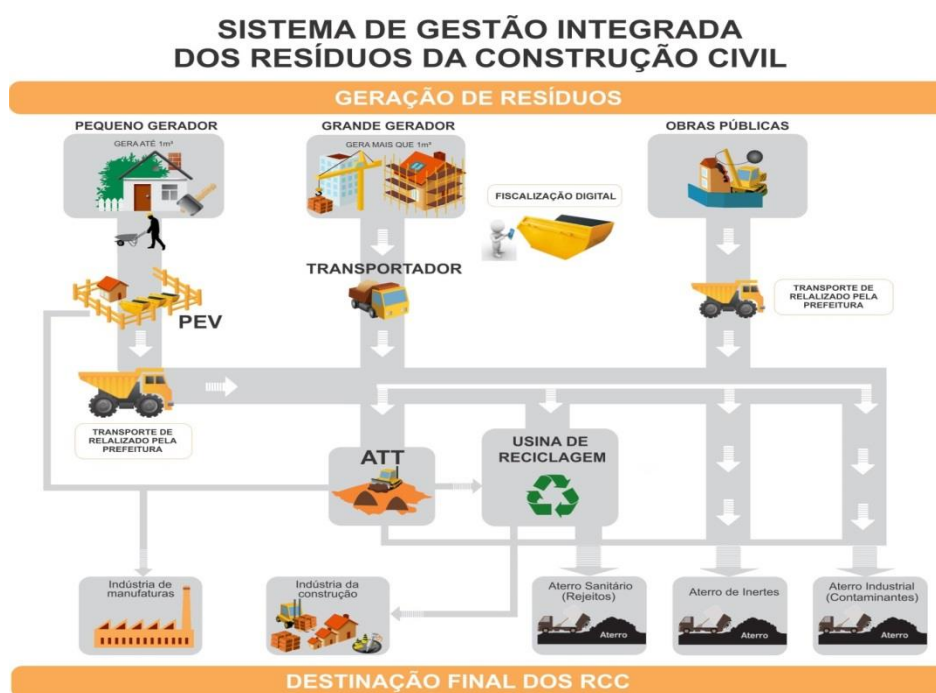 SISTEMA DE GESTÃO INTEGRADA
DOS RESÍDUOS DA CONSTRUÇÃO CIVIL
GERAÇÃO DE RESÍDUOS
PEQUENO GERADOR
GERA ATÉ 1m³
GRANDE GERADOR
GERA MAIS QUE 1m³
OBRAS PÚBLICAS
FISCALIZAÇÃO DIGITAL
TRANSPORTADOR
PEV
TRANSPORTE DE
RELALIZADO PELA
PREFEITURA
TRANSPORTE DE
RELALIZADO PELA
PREFEITURA
ATT
USINA DE
RECICLAGEM
Indústria de
manufaturas
Indústria da
construção
Aterro Sanitário
(Rejeitos)
Aterro
Aterro de Inertes
Aterro
Aterro Industrial
(Contaminantes)
Aterro
DESTINAÇÃO FINAL DOS RCC